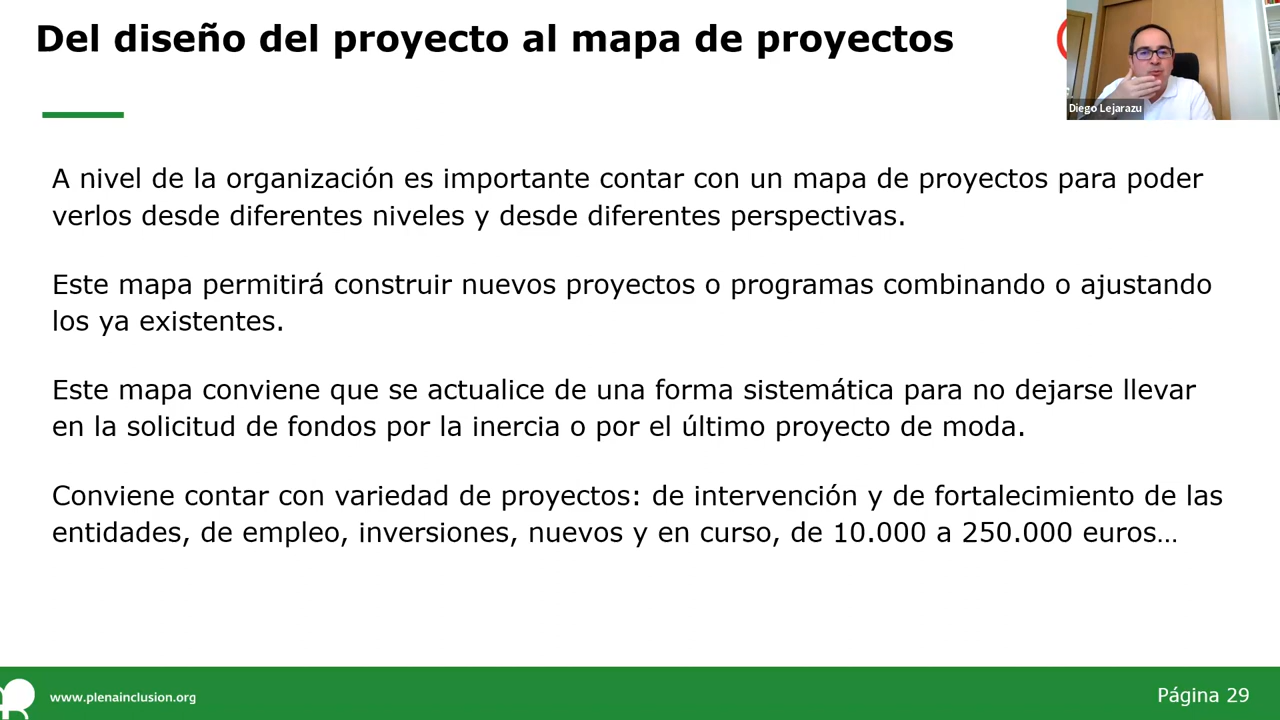 Del diseño del proyecto al mapa de proyectos
Diego Lejarazu
A nivel de la organización es importante contar con un mapa de proyectos para poder
verlos desde diferentes niveles y desde diferentes perspectivas.
Este mapa permitirá construir nuevos proyectos o programas combinando o ajustando
los ya existentes.
Este mapa conviene que se actualice de una forma sistemática para no dejarse llevar
en la solicitud de fondos por la inercia o por el último proyecto de moda.
Conviene contar con variedad de proyectos: de intervención y de fortalecimiento de las
entidades, de empleo, inversiones, nuevos y en curso, de 10.000 a 250.000 euros…
www.plenainclusion.org
Página 29